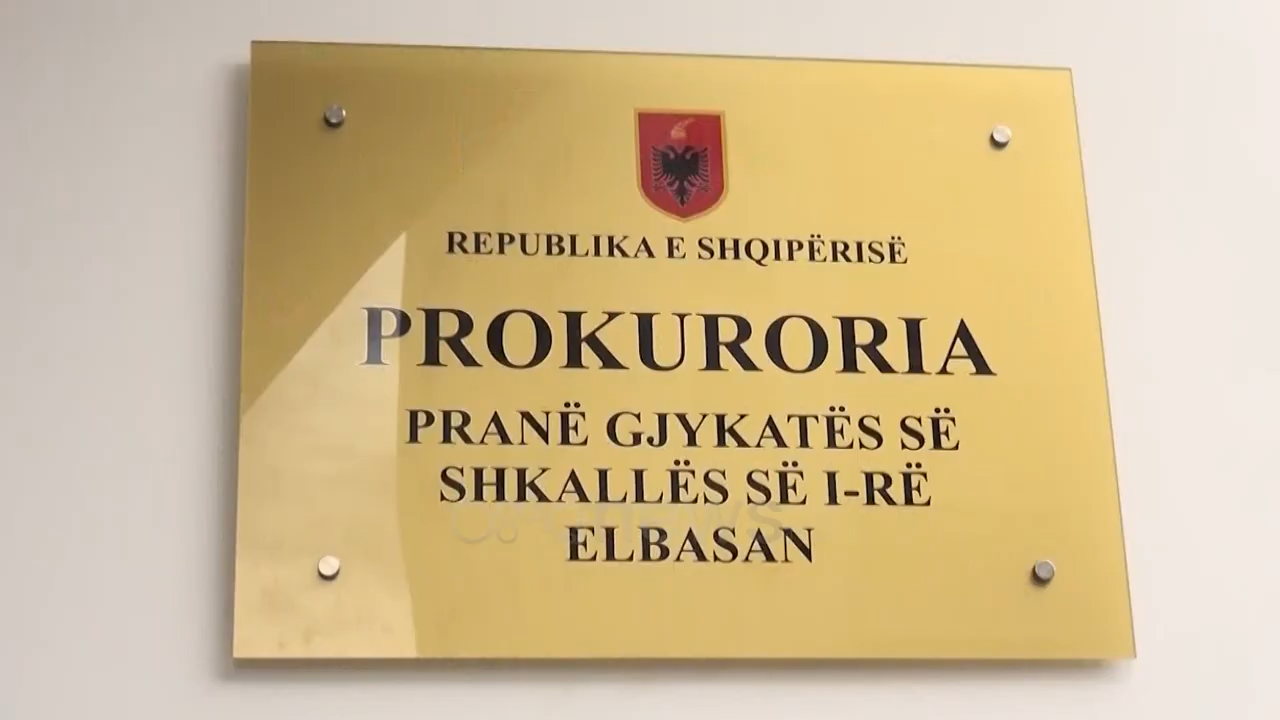 REPUBLIKA E SHQIPËRISË
PROKURORIA
PRANË GJYKATËS SË
SHKALLËS SË I-RË
ELBASAN